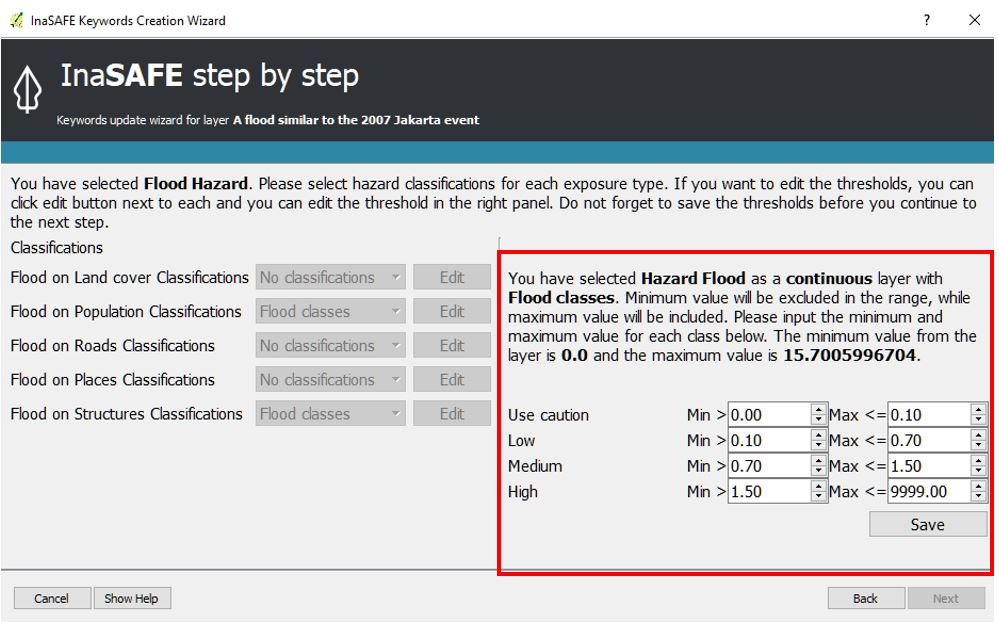 InaSAFE Keywords Creation Wizard
?
InaSAFE step by step
Keywords update wizard for layer A flood similar to the 2007 Jakarta event
You have selected Flood Hazard. Please select hazard classifications for each exposure type. If you want to edit the thresholds, you can
click edit button next to each and you can edit the threshold in the right panel. Do not forget to save the thresholds before you continue to
the next step.
Classifications
Flood on Land cover Classifications No classifications Edit
Flood on Population Classifications Flood classes Edit
Flood on Roads Classifications No classifications Edit
Flood on Places Classifications No classifications Edit
Flood on Structures Classifications Flood classes Edit
You have selected Hazard Flood as a continuous layer with
Flood classes. Minimum value will be excluded in the range, while
maximum value will be included. Please input the minimum and
maximum value for each class below. The minimum value from the
layer is 0.0 and the maximum value is 15.7005996704.
Use caution Min > 0.00 Max <= 0.10
Low Min > 0.10 Max <= 0.70
Medium Min > 0.70 Max <= 1.50
High Min > 1.50 Max <= 9999.00
Save
Cancel Show Help Back Next